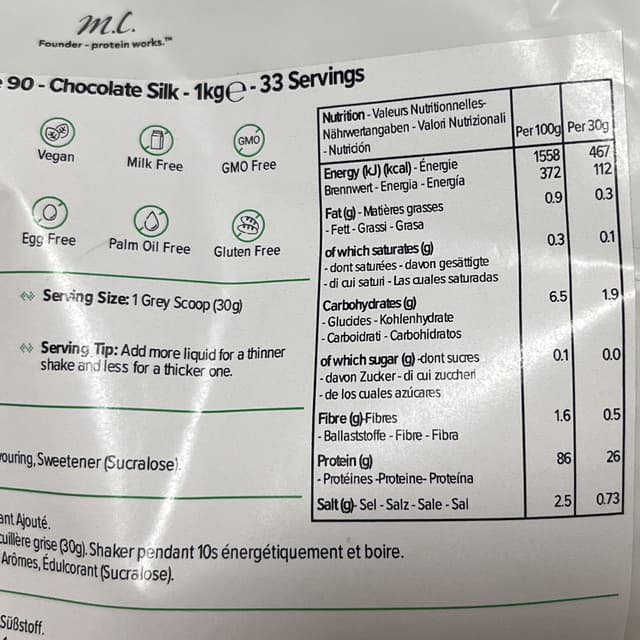 m.c.
Founder - protein works.™
90 - Chocolate Silk - 1kg℮ - 33 Servings
Vegan
Milk Free
GMO
GMO Free
Egg Free
Palm Oil Free
Gluten Free
Serving Size: 1 Grey Scoop (30g)
Serving Tip: Add more liquid for a thinner
shake and less for a thicker one.
Sweetener (Sucralose).
Ajouté.
grise (30g). Shaker pendant 10s énergétiquement et boire.
Arômes, Édulcorant (Sucralose).
Süßstoff.
Nutrition - Valeurs Nutritionnelles-
Nährwertangaben - Valori Nutrizionali
- Nutrición
Per 100g Per 30g
Energy (kJ) (kcal) - Énergie 1558 467
Brennwert - Energia - Energía 372 112
Fat (g) - Matières grasses 0.9 0.3
- Fett - Grassi - Grasa
of which saturates (g) 0.3 0.1
- dont saturées - davon gesättigte
- di cui saturi - Las cuales saturadas
Carbohydrates (g) 6.5 1.9
- Glucides - Kohlenhydrate
- Carboidrati - Carbohidratos
of which sugar (g) -dont sucres 0.1 0.0
- davon Zucker - di cui zuccheri
- de los cuales azúcares
Fibre (g)-Fibres 1.6 0.5
- Ballaststoffe - Fibre - Fibra
Protein (g) 86 26
- Protéines -Proteine- Proteína
Salt (g)- Sel - Salz - Sale - Sal 2.5 0.73